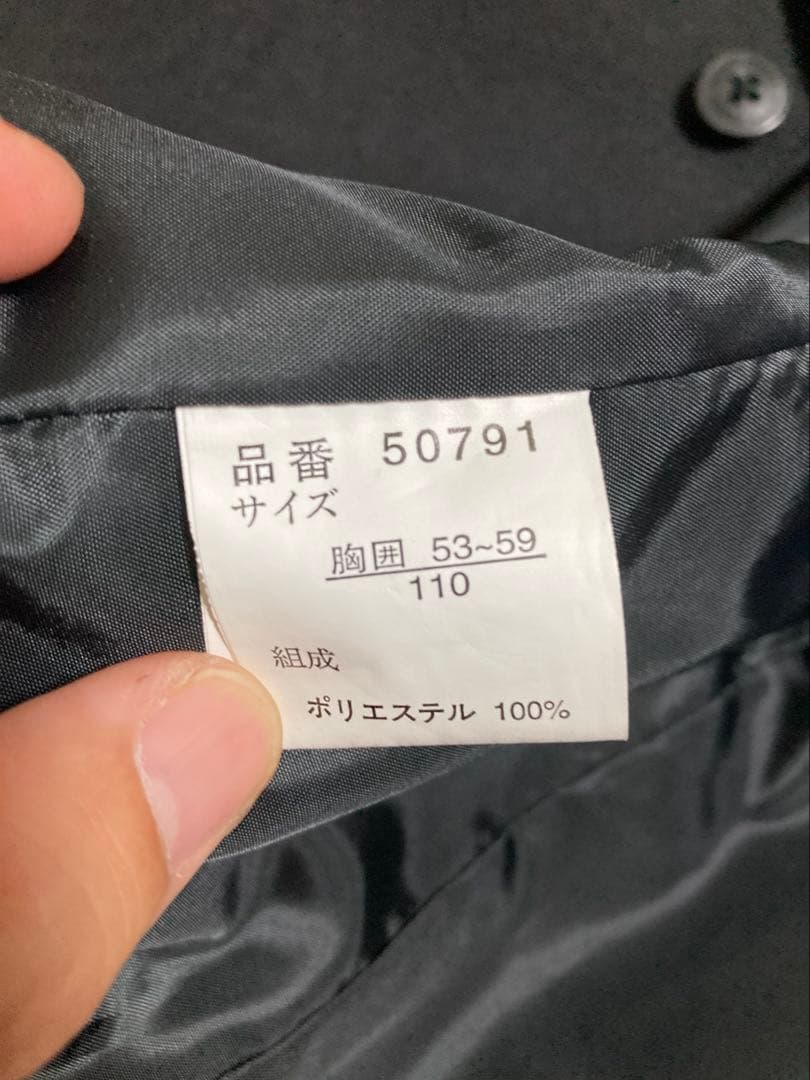 品番 50791
サイズ
胸囲 53~59
110
組成
ポリエステル 100%